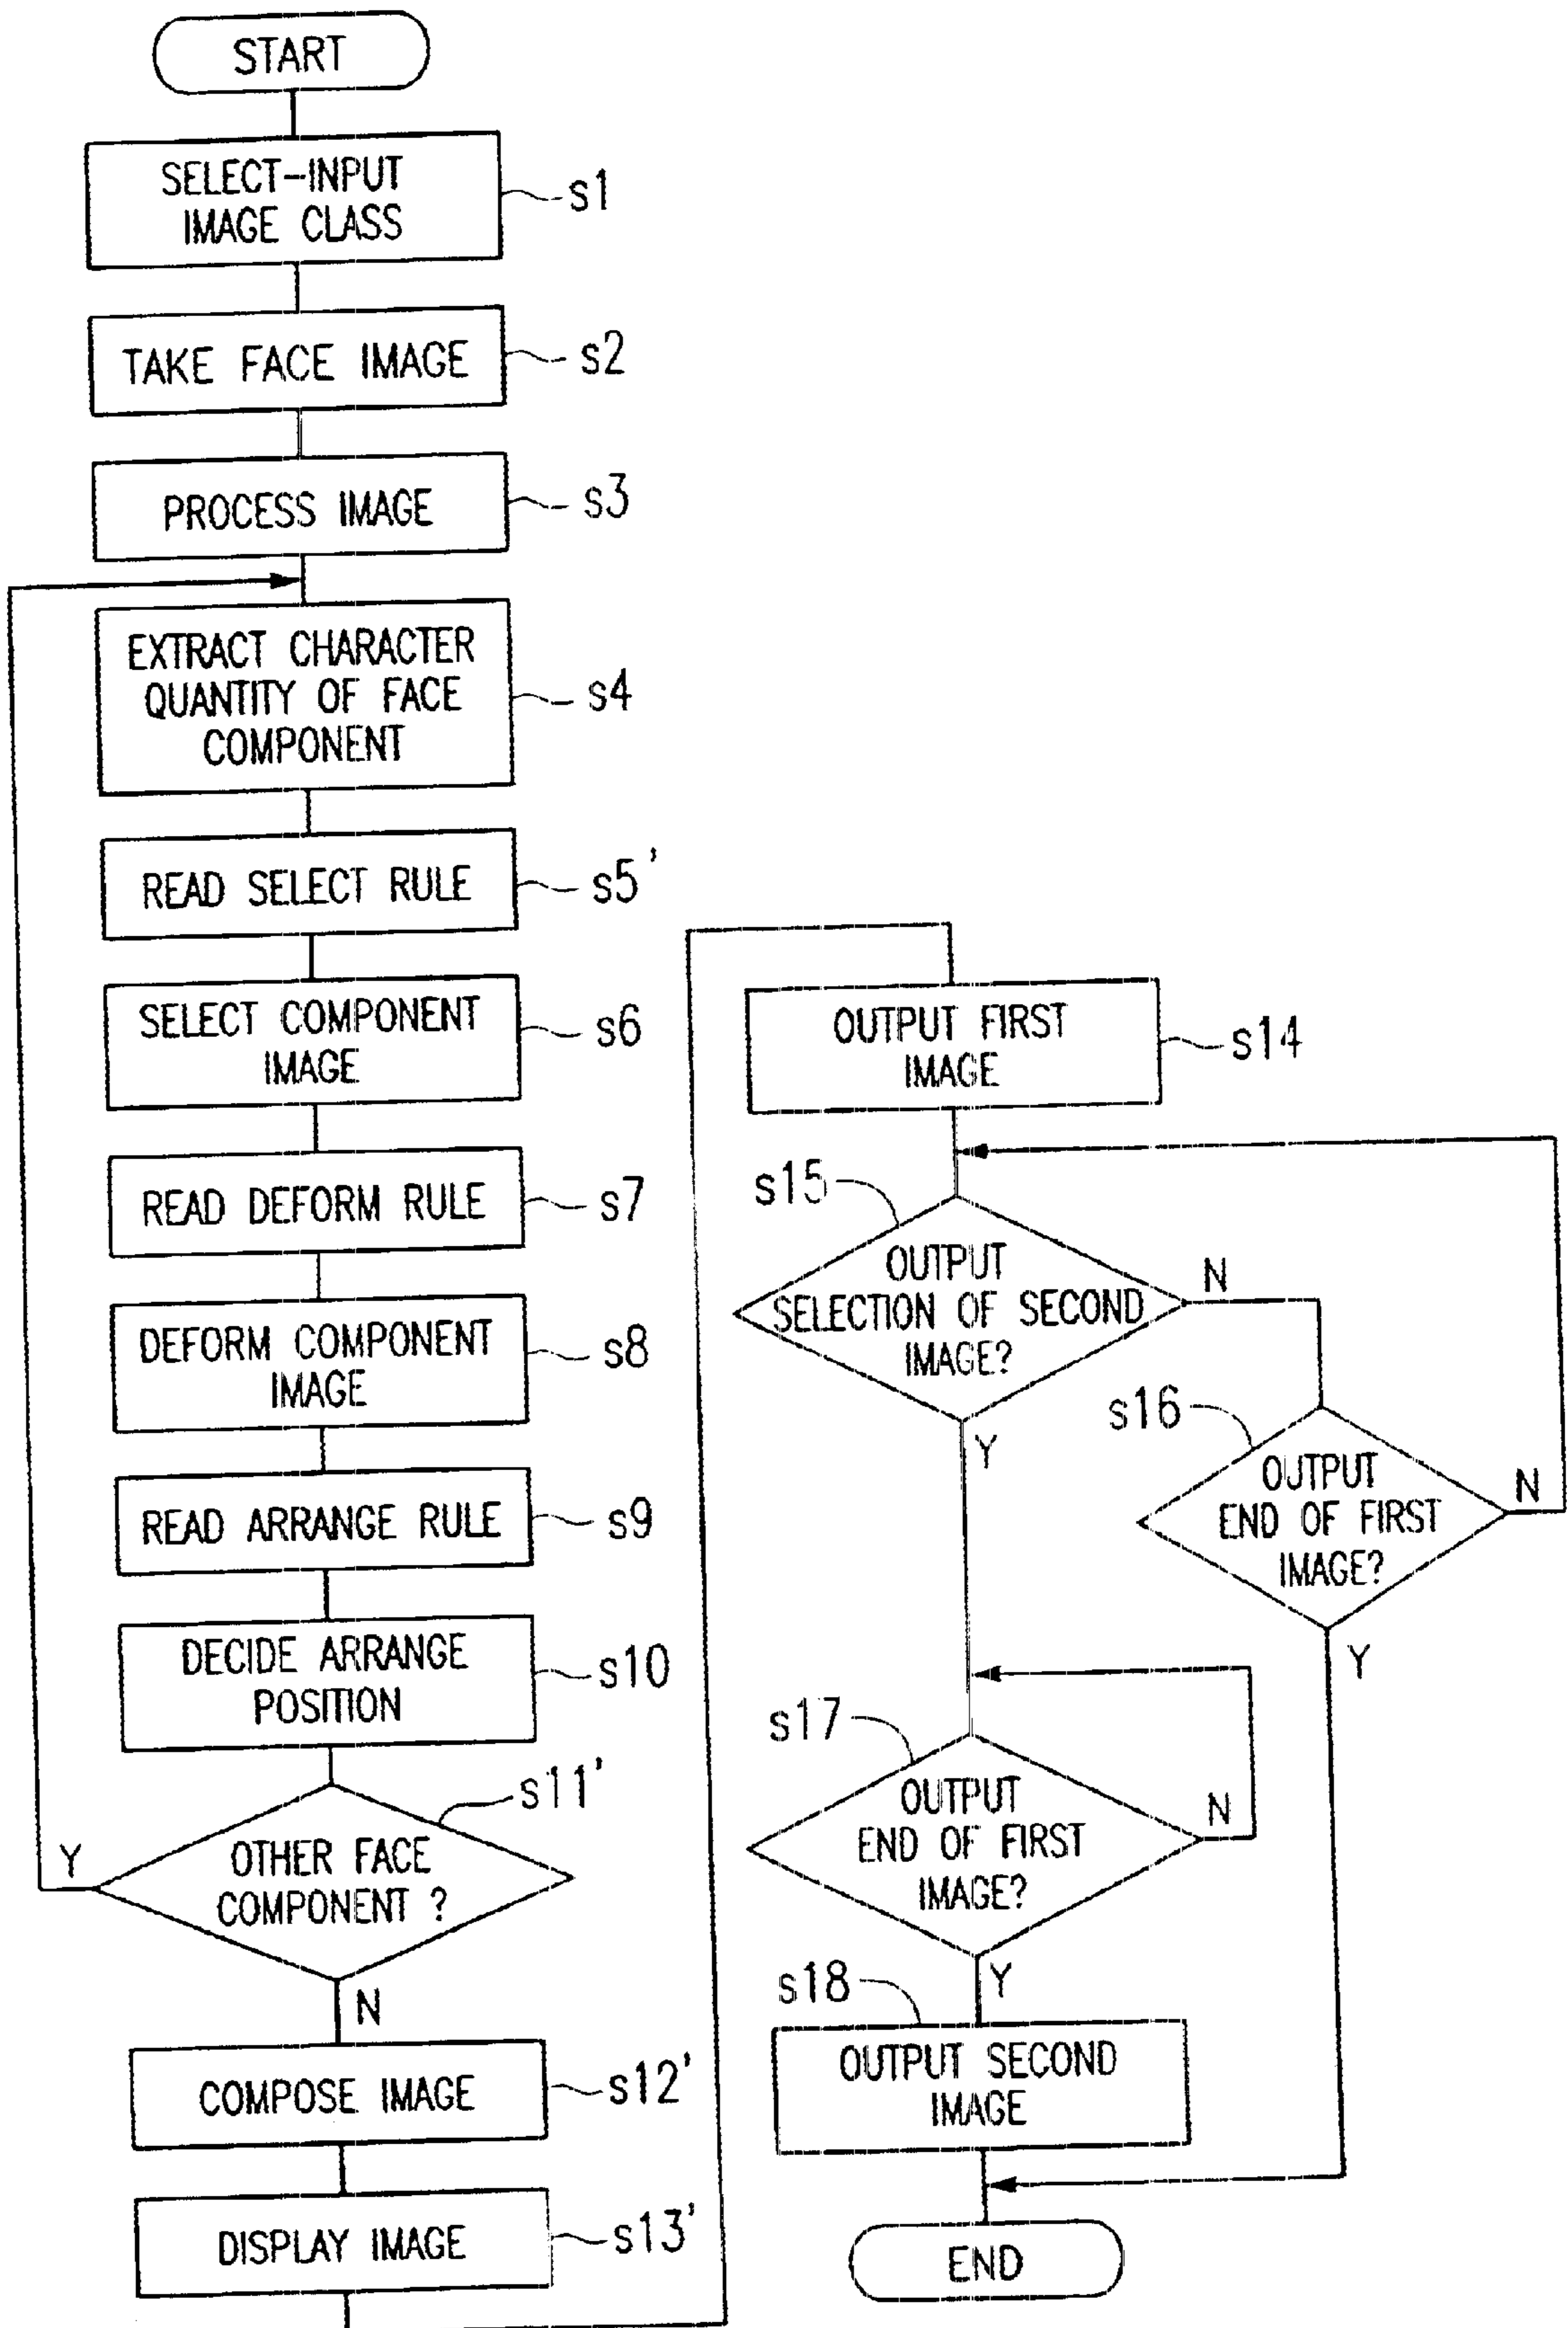 START
SELECT-INPUT
IMAGE CLASS
s1
TAKE FACE IMAGE
s2
PROCESS IMAGE
s3
EXTRACT CHARACTER
QUANTITY OF FACE
COMPONENT
s4
READ SELECT RULE
s5'
SELECT COMPONENT
IMAGE
s6
READ DEFORM RULE
s7
DEFORM COMPONENT
IMAGE
s8
READ ARRANGE RULE
s9
DECIDE ARRANGE
POSITION
s10
s11'
OTHER FACE
COMPONENT ?
Y
N
COMPOSE IMAGE
s12'
DISPLAY IMAGE
s13'
OUTPUT FIRST
IMAGE
s14
s15
OUTPUT
SELECTION OF SECOND
IMAGE?
N
Y
s16
OUTPUT
END OF FIRST
IMAGE?
N
Y
s17
OUTPUT
END OF FIRST
IMAGE?
N
Y
s18
OUTPUT SECOND
IMAGE
END